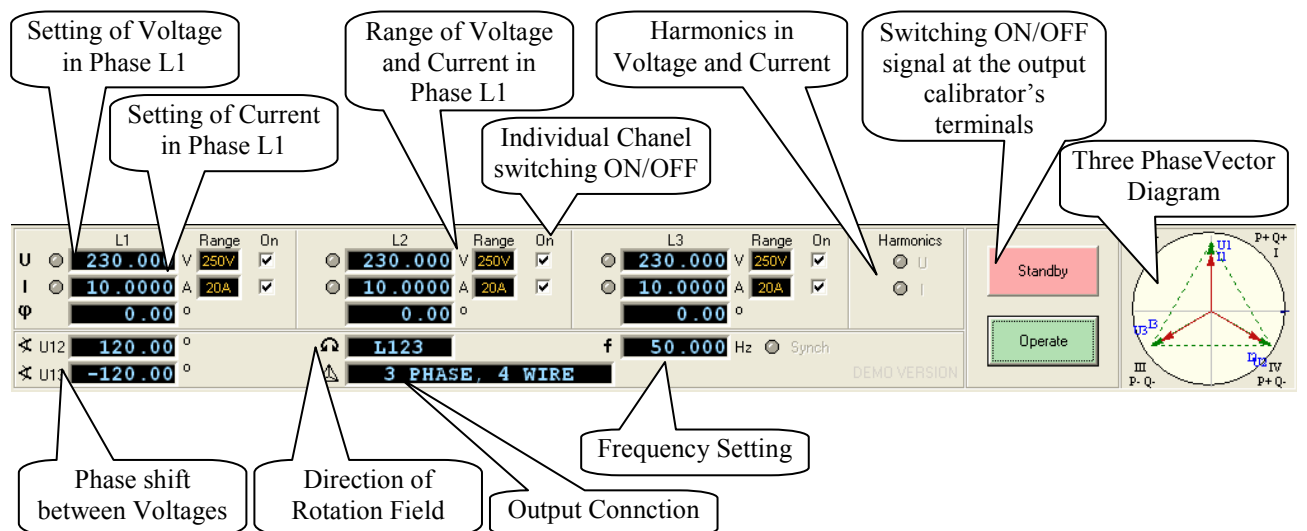 Setting of Voltage
in Phase L1
Setting of Current
in Phase L1
Range of Voltage
and Current in
Phase L1
Individual Chanel
switching ON/OFF
Harmonics in
Voltage and Current
Switching ON/OFF
signal at the output
calibrator's
terminals
Three PhaseVector
Diagram
L1 Range On L2 Range On L3 Range On Harmonics
U 230.000 V 250V 230.000 V 250V 230.000 V 250V U
I 10.0000 A 20A 10.0000 A 20A 10.0000 A 20A I
φ 0.00 ° 0.00 ° 0.00 °
∢ U12 120.00 ° L123 f 50.000 Hz Synch
∢ U13 -120.00 ° 3 PHASE, 4 WIRE DEMO VERSION
Standby
Operate
U1
I1
P+ Q+
I
U3 I3
I2 U2
III
P- Q-
IV
P+ Q-
Phase shift
between Voltages
Direction of
Rotation Field
Output Connction
Frequency Setting